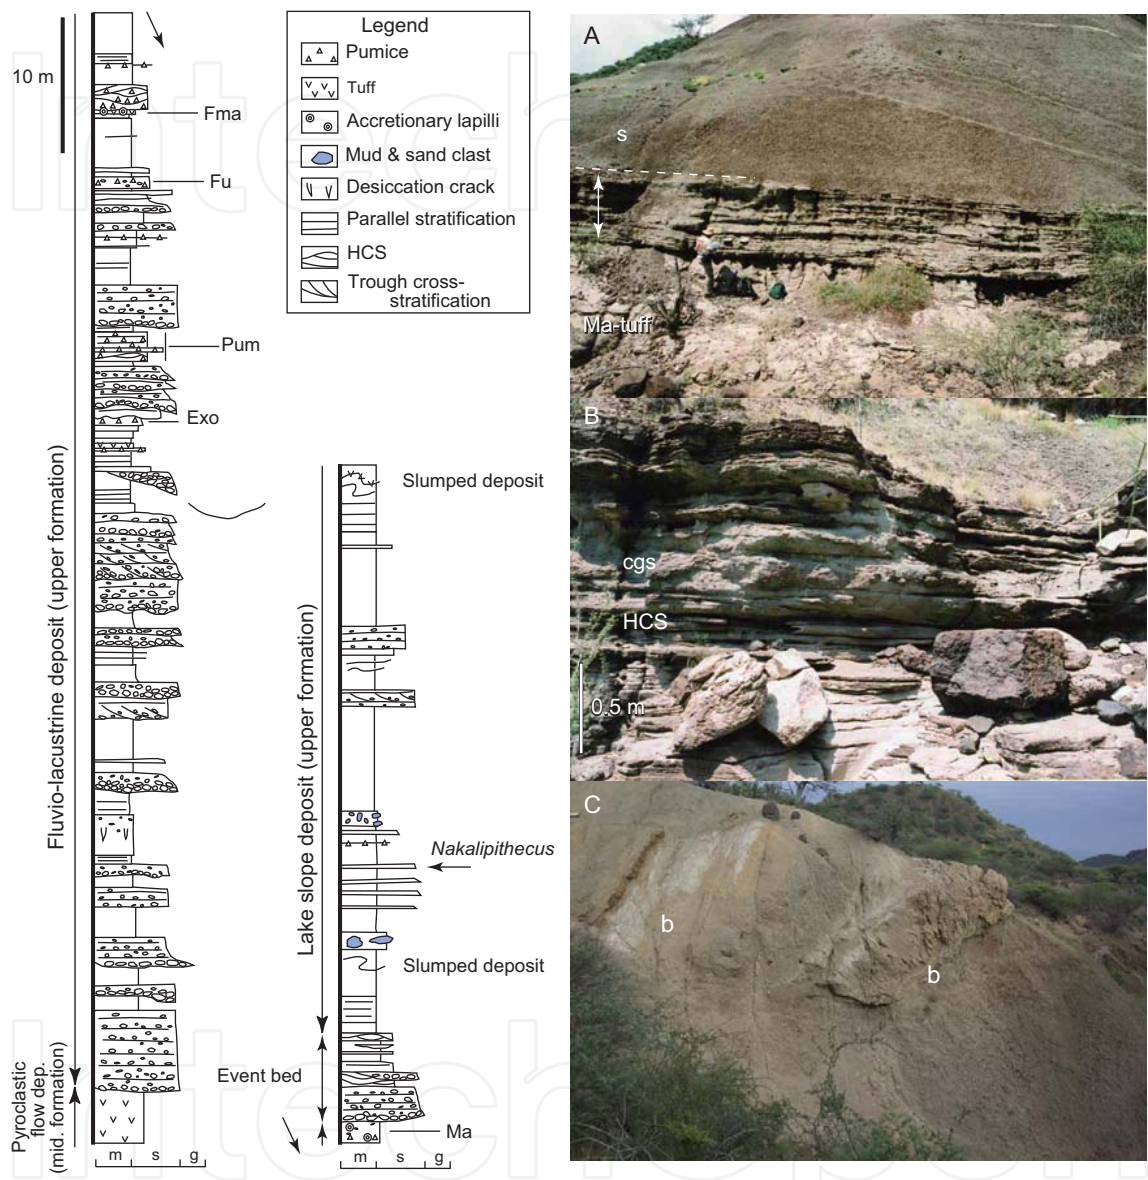 10 m
Fma
Fu
Pum
Exo
Fluvio-lacustrine deposit (upper formation)
Pyroclastic
flow dep.
(mid. formation)
m s g
Legend
Pumice
Tuff
Accretionary lapilli
Mud & sand clast
Desiccation crack
Parallel stratification
HCS
Trough cross-
stratification
Slumped deposit
Lake slope deposit (upper formation)
Nakalipithecus
Slumped deposit
Event bed
Ma
m s g
A
s
Ma-tuff
B
cgs
HCS
0.5 m
C
b
b